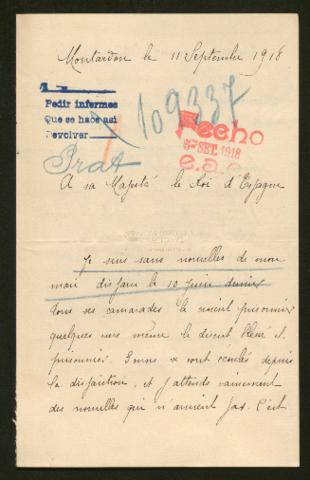 Montardon le 11 Septembre 1918
Pedir informes
Que se hace así
Devolver
109337
Fecho
SET. 1918
e.a.
Prat
A sa Majesté le Roi d'Espagne
Je suis sans nouvelles de mon
mari disparu le 10 Juin dernier
tous ses camarades le croient prisonnier
quelques uns même le disent blessé et
prisonnier. 3 mois se sont écoulés depuis
sa disparition, et j'attends vainement
des nouvelles qui n'arrivent pas. C'est